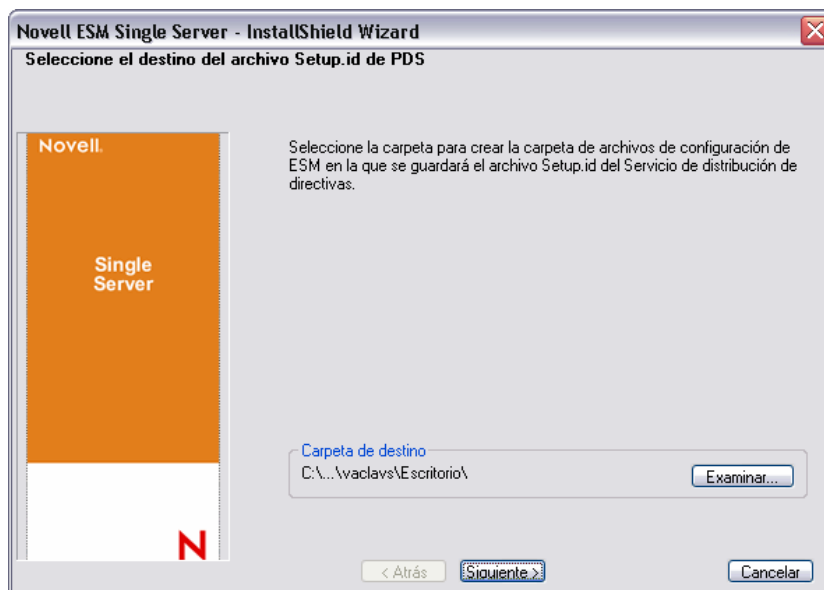 Novell ESM Single Server - InstallShield Wizard
Seleccione el destino del archivo Setup.id de PDS
Novell.
Single
Server
Seleccione la carpeta para crear la carpeta de archivos de configuración de
ESM en la que se guardará el archivo Setup.id del Servicio de distribución de
directivas.
Carpeta de destino
C:\...\vaclavs\Escritorio\
Examinar...
N
< Atrás
Siguiente >
Cancelar